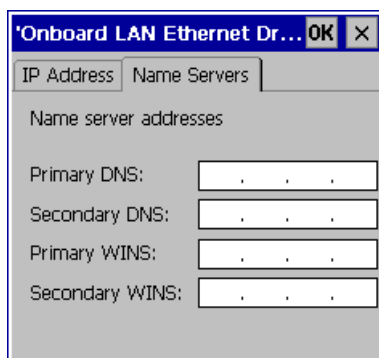 'Onboard LAN Ethernet Dr... OK ×
IP Address Name Servers
Name server addresses
Primary DNS: . . .
Secondary DNS: . . .
Primary WINS: . . .
Secondary WINS: . . .